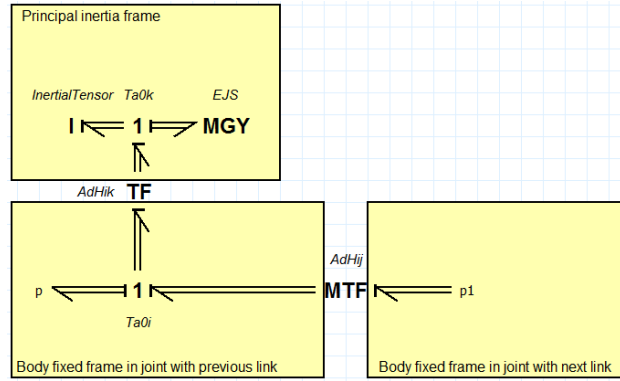 Principal inertia frame
InertialTensor Ta0k EJS
I 1 MGY
AdHik TF
AdHij
p 1 MTF p1
Ta0i
Body fixed frame in joint with previous link
Body fixed frame in joint with next link